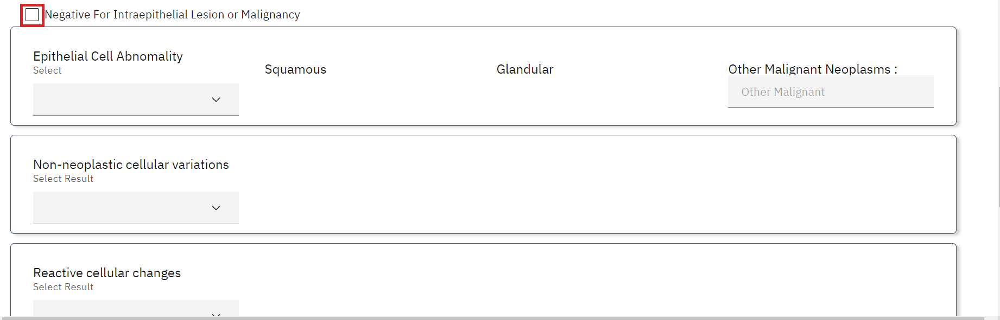 Negative For Intraepithelial Lesion or Malignancy
Epithelial Cell Abnomality
Select
Squamous
Glandular
Other Malignant Neoplasms :
Other Malignant
Non-neoplastic cellular variations
Select Result
Reactive cellular changes
Select Result